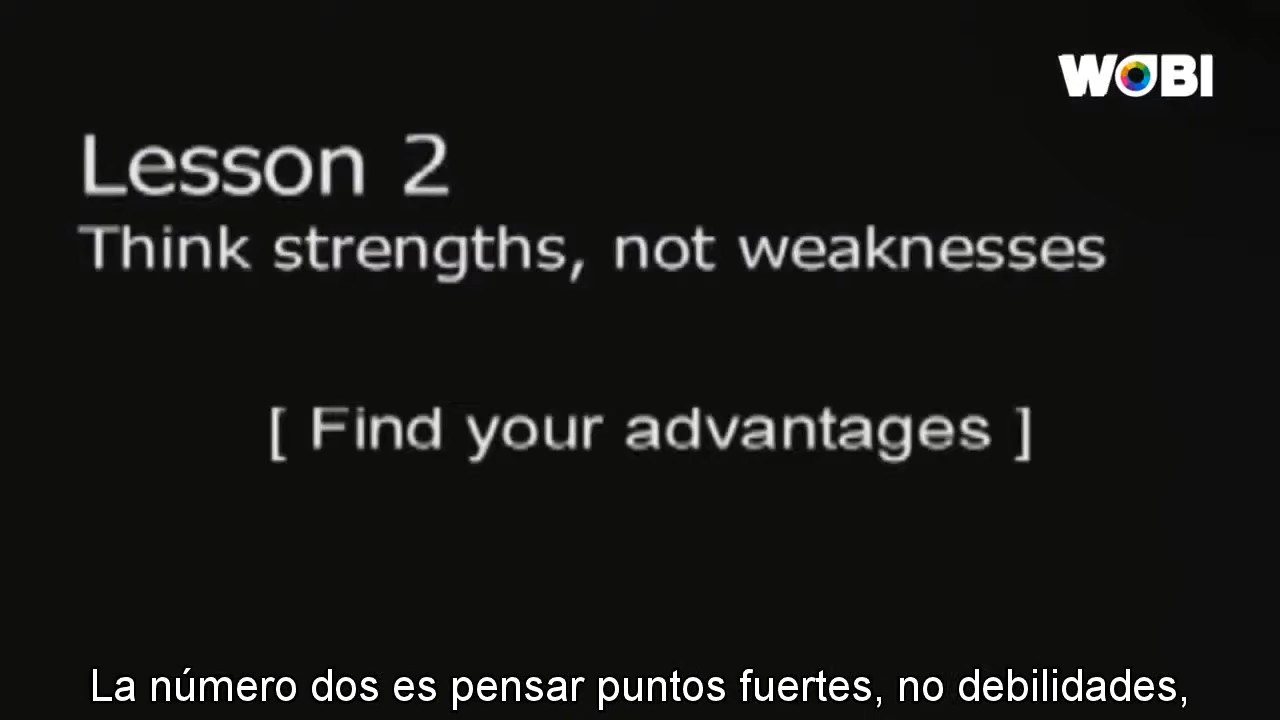 WOBI
Lesson 2
Think strengths, not weaknesses
[ Find your advantages ]
La número dos es pensar puntos fuertes, no debilidades,